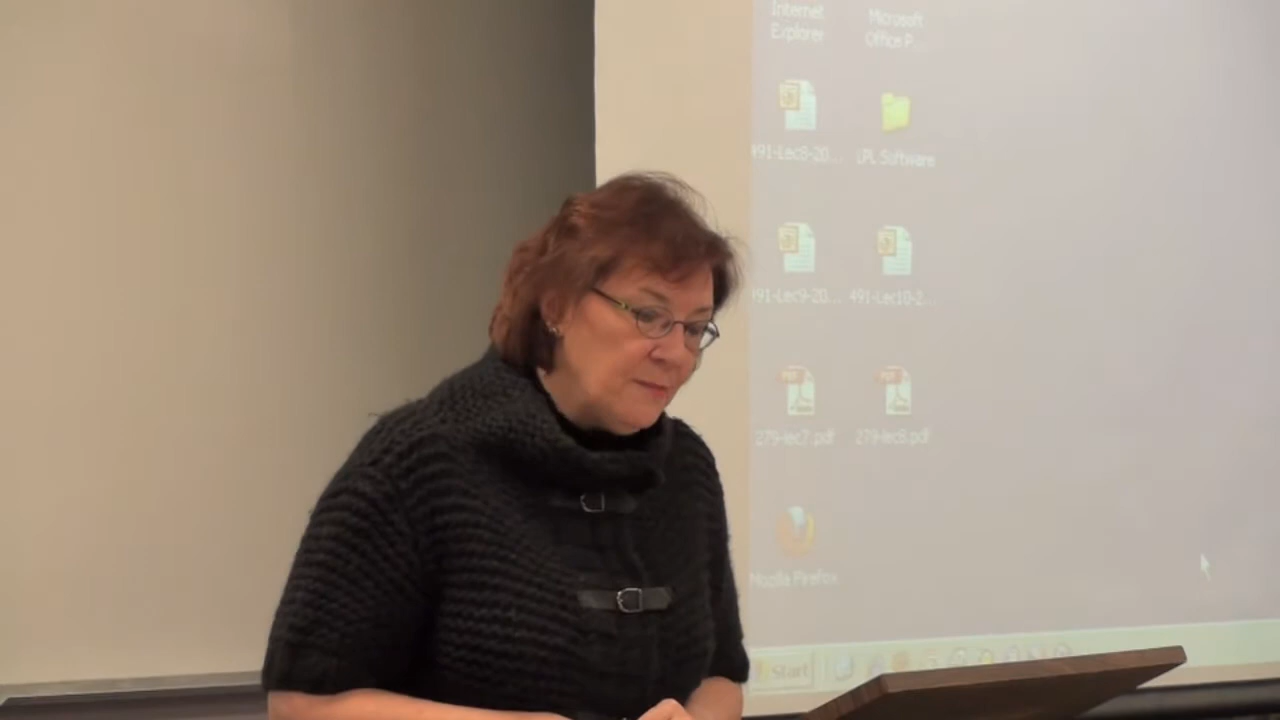 Internet
Explorer
Microsoft
Office P...
491-Lec8-20...
LPL Software
491-Lec9-20...
491-Lec10-2...
279-lec7.pdf
279-lec8.pdf
Mozilla Firefox
Start